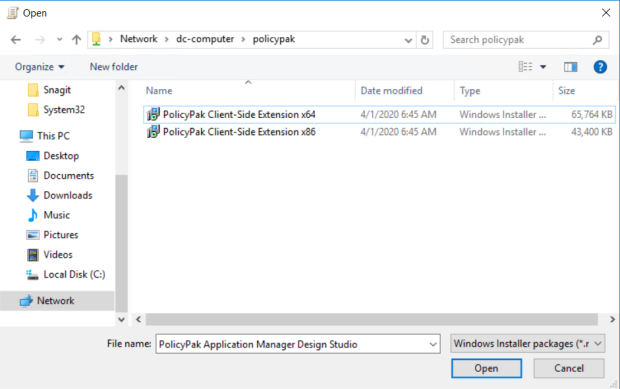 Open
Network > dc-computer > policypak
Search policypak
Organize
New folder
Name
Date modified
Type
Size
Snagit
System32
This PC
Desktop
Documents
Downloads
Music
Pictures
Videos
Local Disk (C:)
Network
PolicyPak Client-Side Extension x64 4/1/2020 6:45 AM Windows Installer ... 65,764 KB
PolicyPak Client-Side Extension x86 4/1/2020 6:45 AM Windows Installer ... 43,400 KB
File name: PolicyPak Application Manager Design Studio
Windows Installer packages (*.r
Open
Cancel